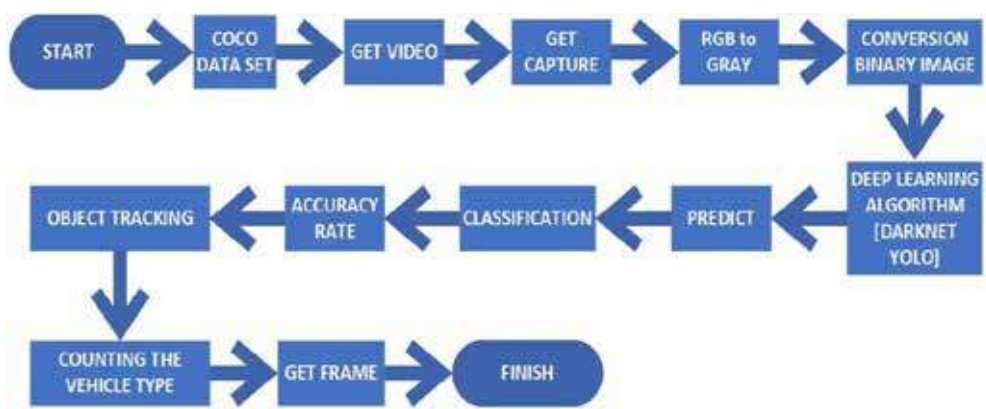 START
COCO
DATA SET
GET VIDEO
GET
CAPTURE
RGB to
GRAY
CONVERSION
BINARY IMAGE
DEEP LEARNING
ALGORITHM
[DARKNET
YOLO]
PREDICT
CLASSIFICATION
ACCURACY
RATE
OBJECT TRACKING
COUNTING THE
VEHICLE TYPE
GET FRAME
FINISH